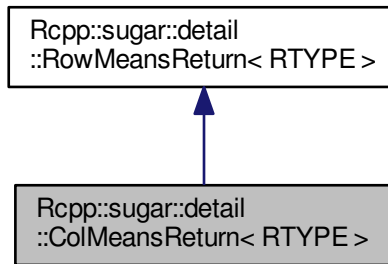 Rcpp::sugar::detail
::RowMeansReturn< RTYPE >
Rcpp::sugar::detail
::ColMeansReturn< RTYPE >